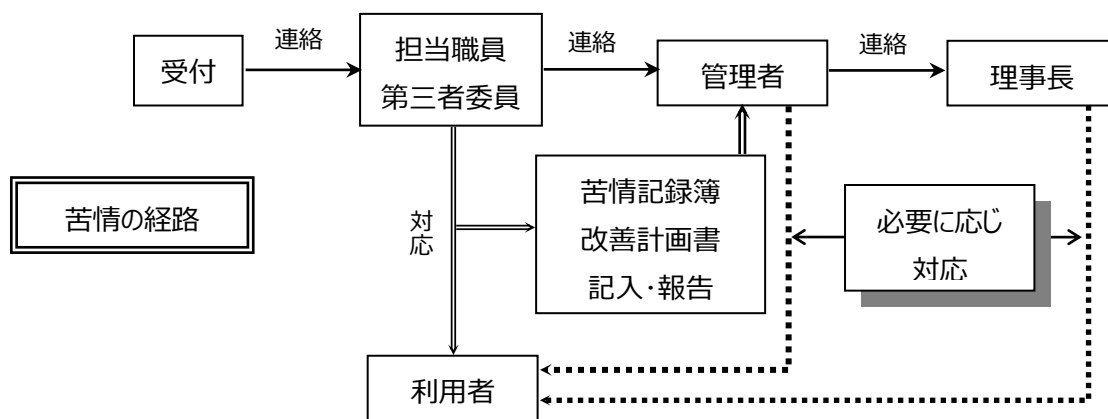 連絡
連絡
連絡
受付
担当職員
第三者委員
管理者
理事長
苦情の経路
対応
苦情記録簿
改善計画書
記入・報告
必要に応じ
対応
利用者